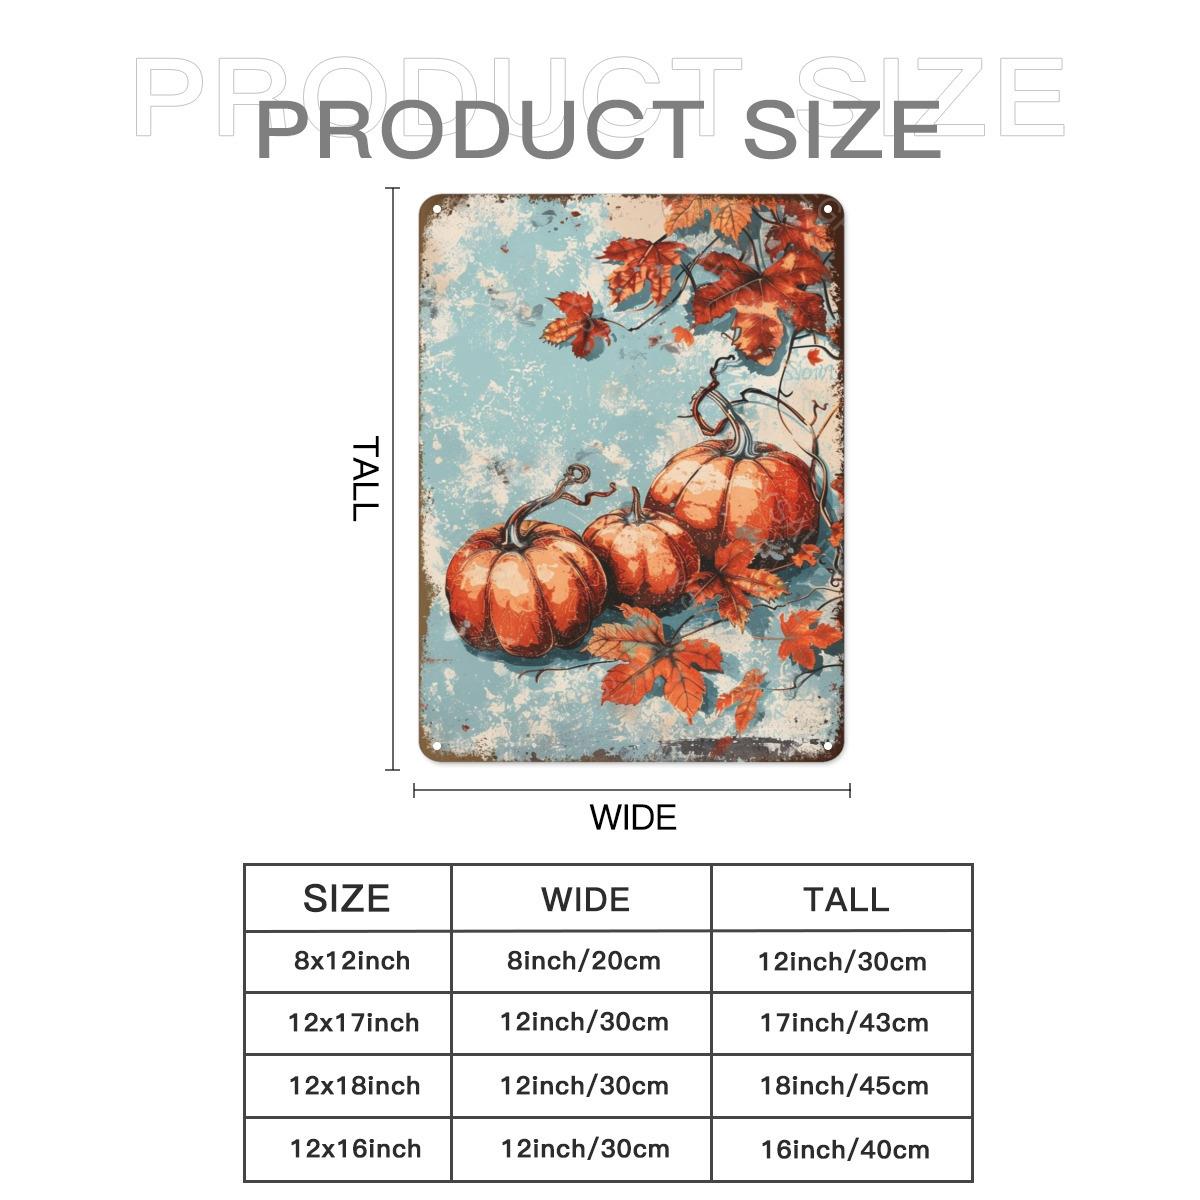 PRODUCT SIZE
PRODUCT SIZE
TALL
WIDE
SIZE WIDE TALL
8x12inch 8inch/20cm 12inch/30cm
12x17inch 12inch/30cm 17inch/43cm
12x18inch 12inch/30cm 18inch/45cm
12x16inch 12inch/30cm 16inch/40cm